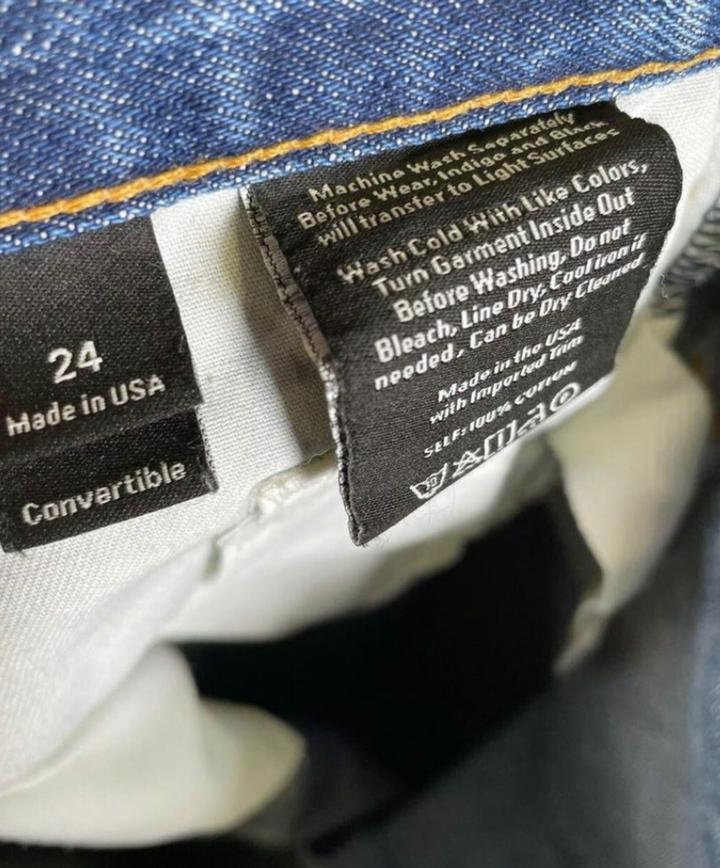 24
Made in USA
Convertible
Machine Wash Separately
Before Wear, Indigo and Black
will transfer to Light Surfaces
Wash Cold With Like Colors,
Turn Garment Inside Out
Before Washing, Do not
Bleach, Line Dry, Cool iron if
needed, Can be Dry Cleaned
Made in the USA
with Imported Trim
SELF: 100% COTTON